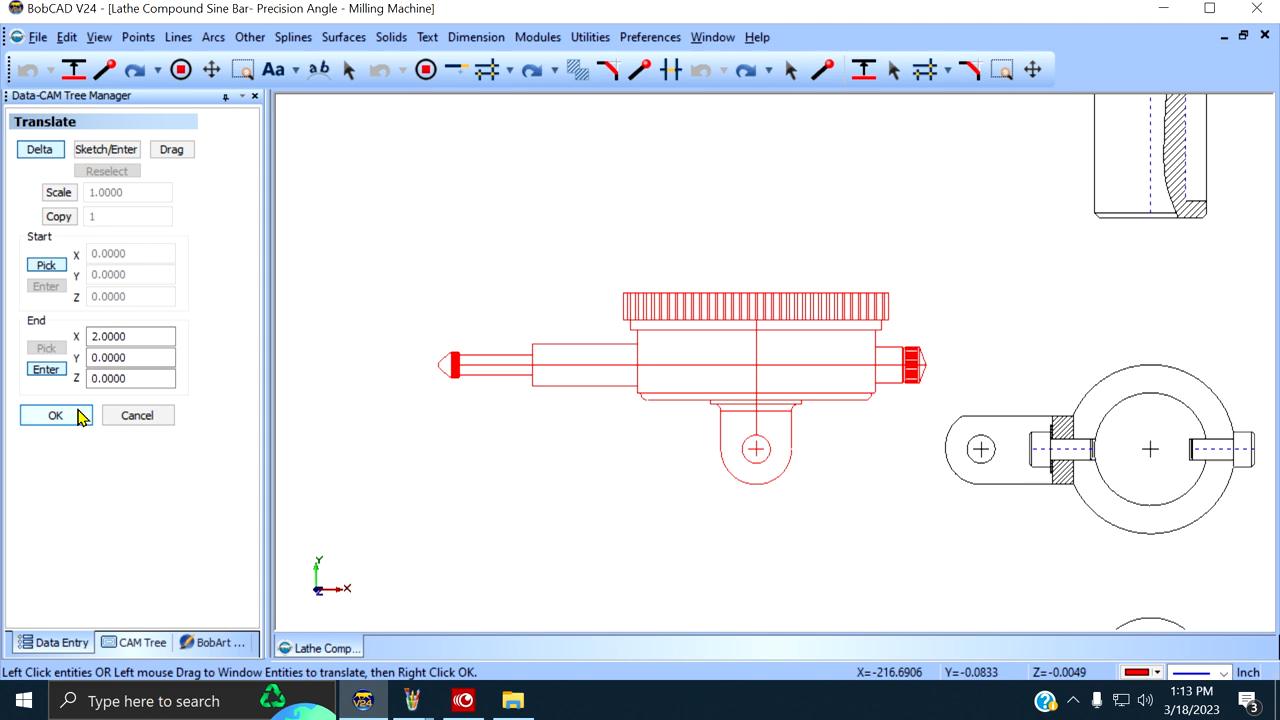 BobCAD V24 - [Lathe Compound Sine Bar- Precision Angle - Milling Machine]
File Edit View Points Lines Arcs Other Splines Surfaces Solids Text Dimension Modules Utilities Preferences Window Help
Aa ab
Data-CAM Tree Manager
Translate
Delta Sketch/Enter Drag
Reselect
Scale 1.0000
Copy 1
Start
Pick X 0.0000
Enter Y 0.0000
Z 0.0000
End
X 2.0000
Pick Y 0.0000
Enter Z 0.0000
OK Cancel
Y
Z X
Data Entry CAM Tree BobArt ...
Lathe Comp...
Left Click entities OR Left mouse Drag to Window Entities to translate, then Right Click OK.
X=-216.6906 Y=-0.0833 Z=-0.0049 Inch
Type here to search
V24
1:13 PM
3/18/2023
3